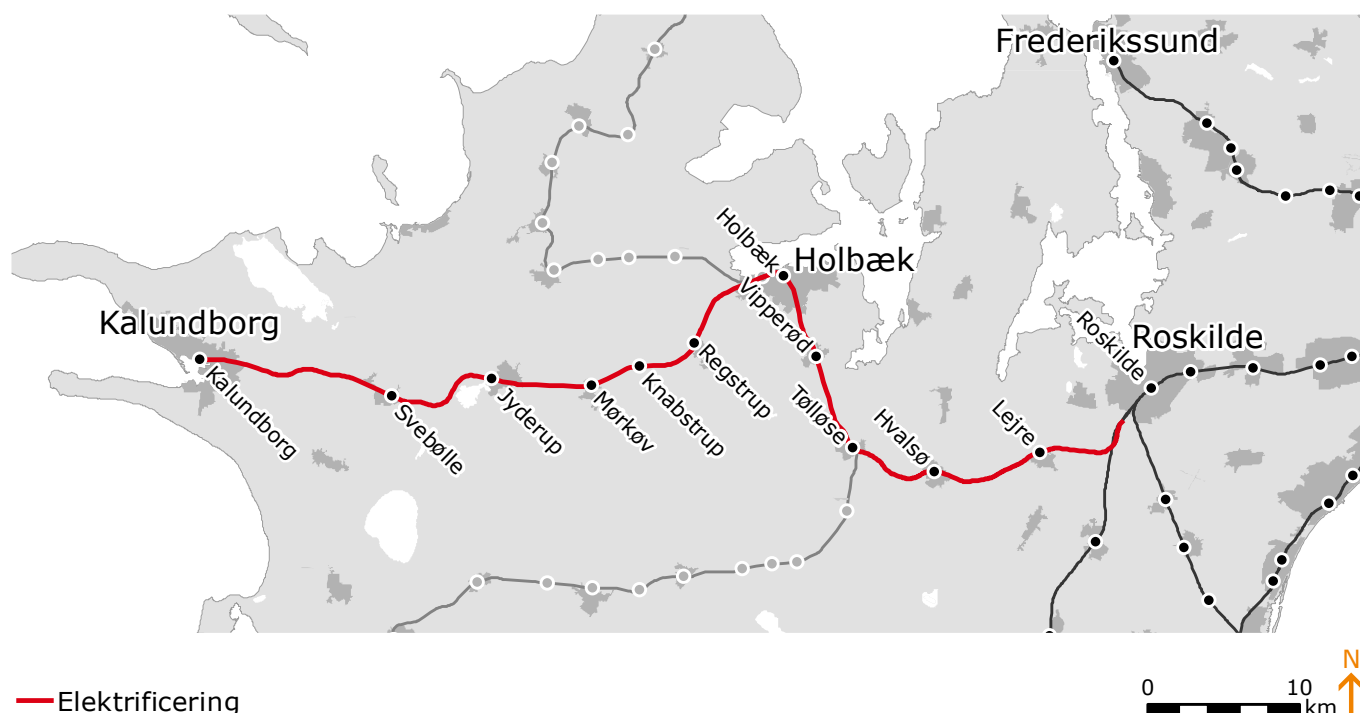 Frederikssund
Holbæk
Holbæk
Vipperød
Kalundborg
Roskilde
Roskilde
Kalundborg
Svebølle
Jyderup
Mørkøv
Knabstrup
Regstrup
Tølløse
Hvalsø
Lejre
Elektrificering
0 10
km
N